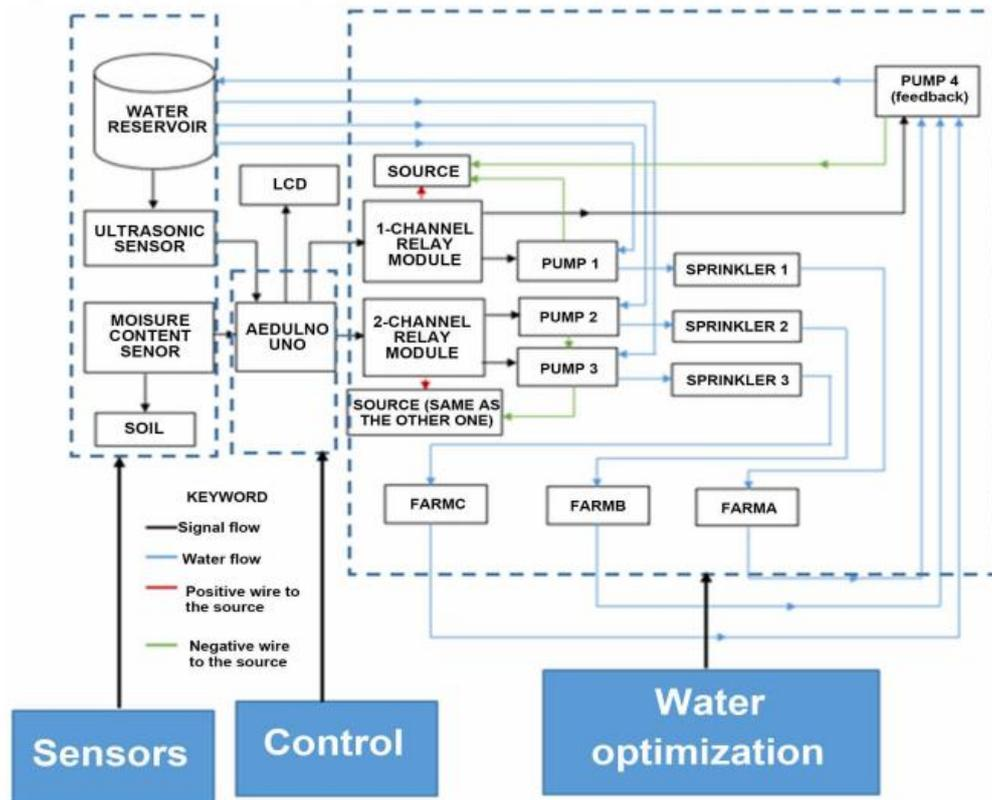 WATER
RESERVOIR
ULTRASONIC
SENSOR
MOISURE
CONTENT
SENOR
SOIL
LCD
AEDULNO
UNO
SOURCE
1-CHANNEL
RELAY
MODULE
2-CHANNEL
RELAY
MODULE
SOURCE (SAME AS
THE OTHER ONE)
PUMP 1
PUMP 2
PUMP 3
PUMP 4
(feedback)
SPRINKLER 1
SPRINKLER 2
SPRINKLER 3
FARMC
FARMB
FARMA
KEYWORD
Signal flow
Water flow
Positive wire to
the source
Negative wire
to the source
Sensors
Control
Water
optimization